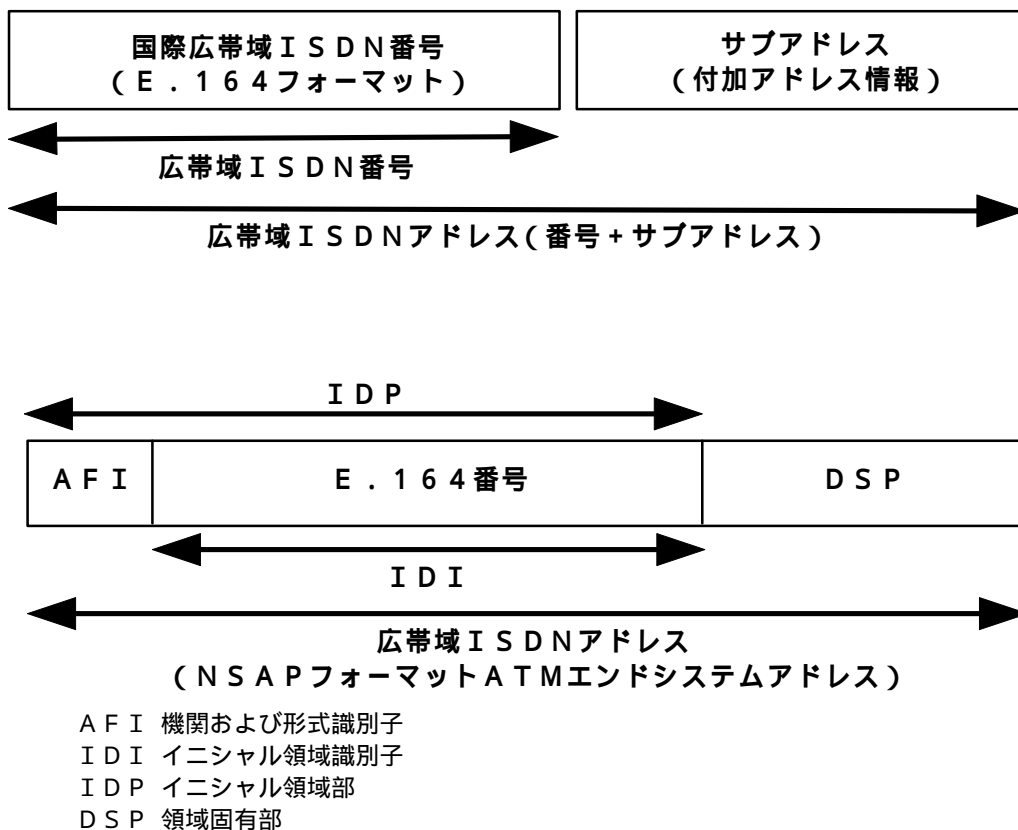 国際広帯域ISDN番号
(E.164フォーマット)
サブアドレス
(付加アドレス情報)
広帯域ISDN番号
広帯域ISDNアドレス(番号+サブアドレス)
IDP
AFI
E.164番号
DSP
IDI
広帯域ISDNアドレス
(NSAPフォーマットATMエンドシステムアドレス)
AFI 機関および形式識別子
IDI イニシャル領域識別子
IDP イニシャル領域部
DSP 領域固有部